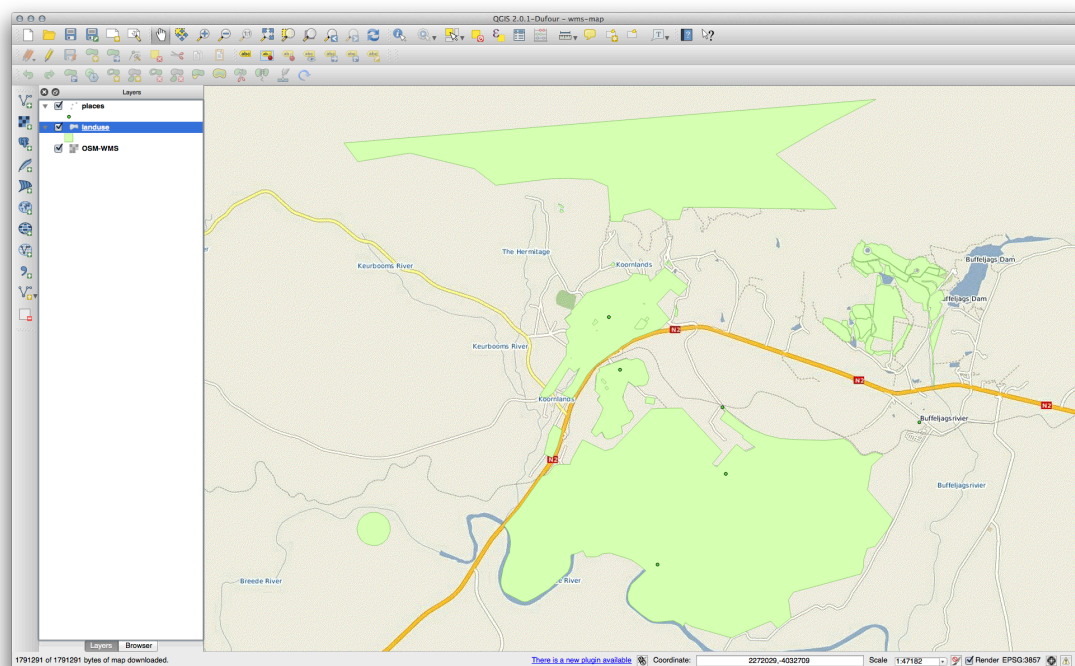 QGIS 2.0.1-Dufour - wms-map
Layers
places
landuse
OSM-WMS
The Hermitage
Koornlands
Keurbooms River
Buffeljags Dam
uffeljags Dam
N2
Keurbooms River
N2
Koornlands
N2
Buffeljagsrivier
N2
Buffeljagsrivier
Breede River
e River
Layers
Browser
1791291 of 1791291 bytes of map downloaded.
There is a new plugin available
Coordinate:
2272029,-4032709
Scale
1:47182
Render
EPSG:3857